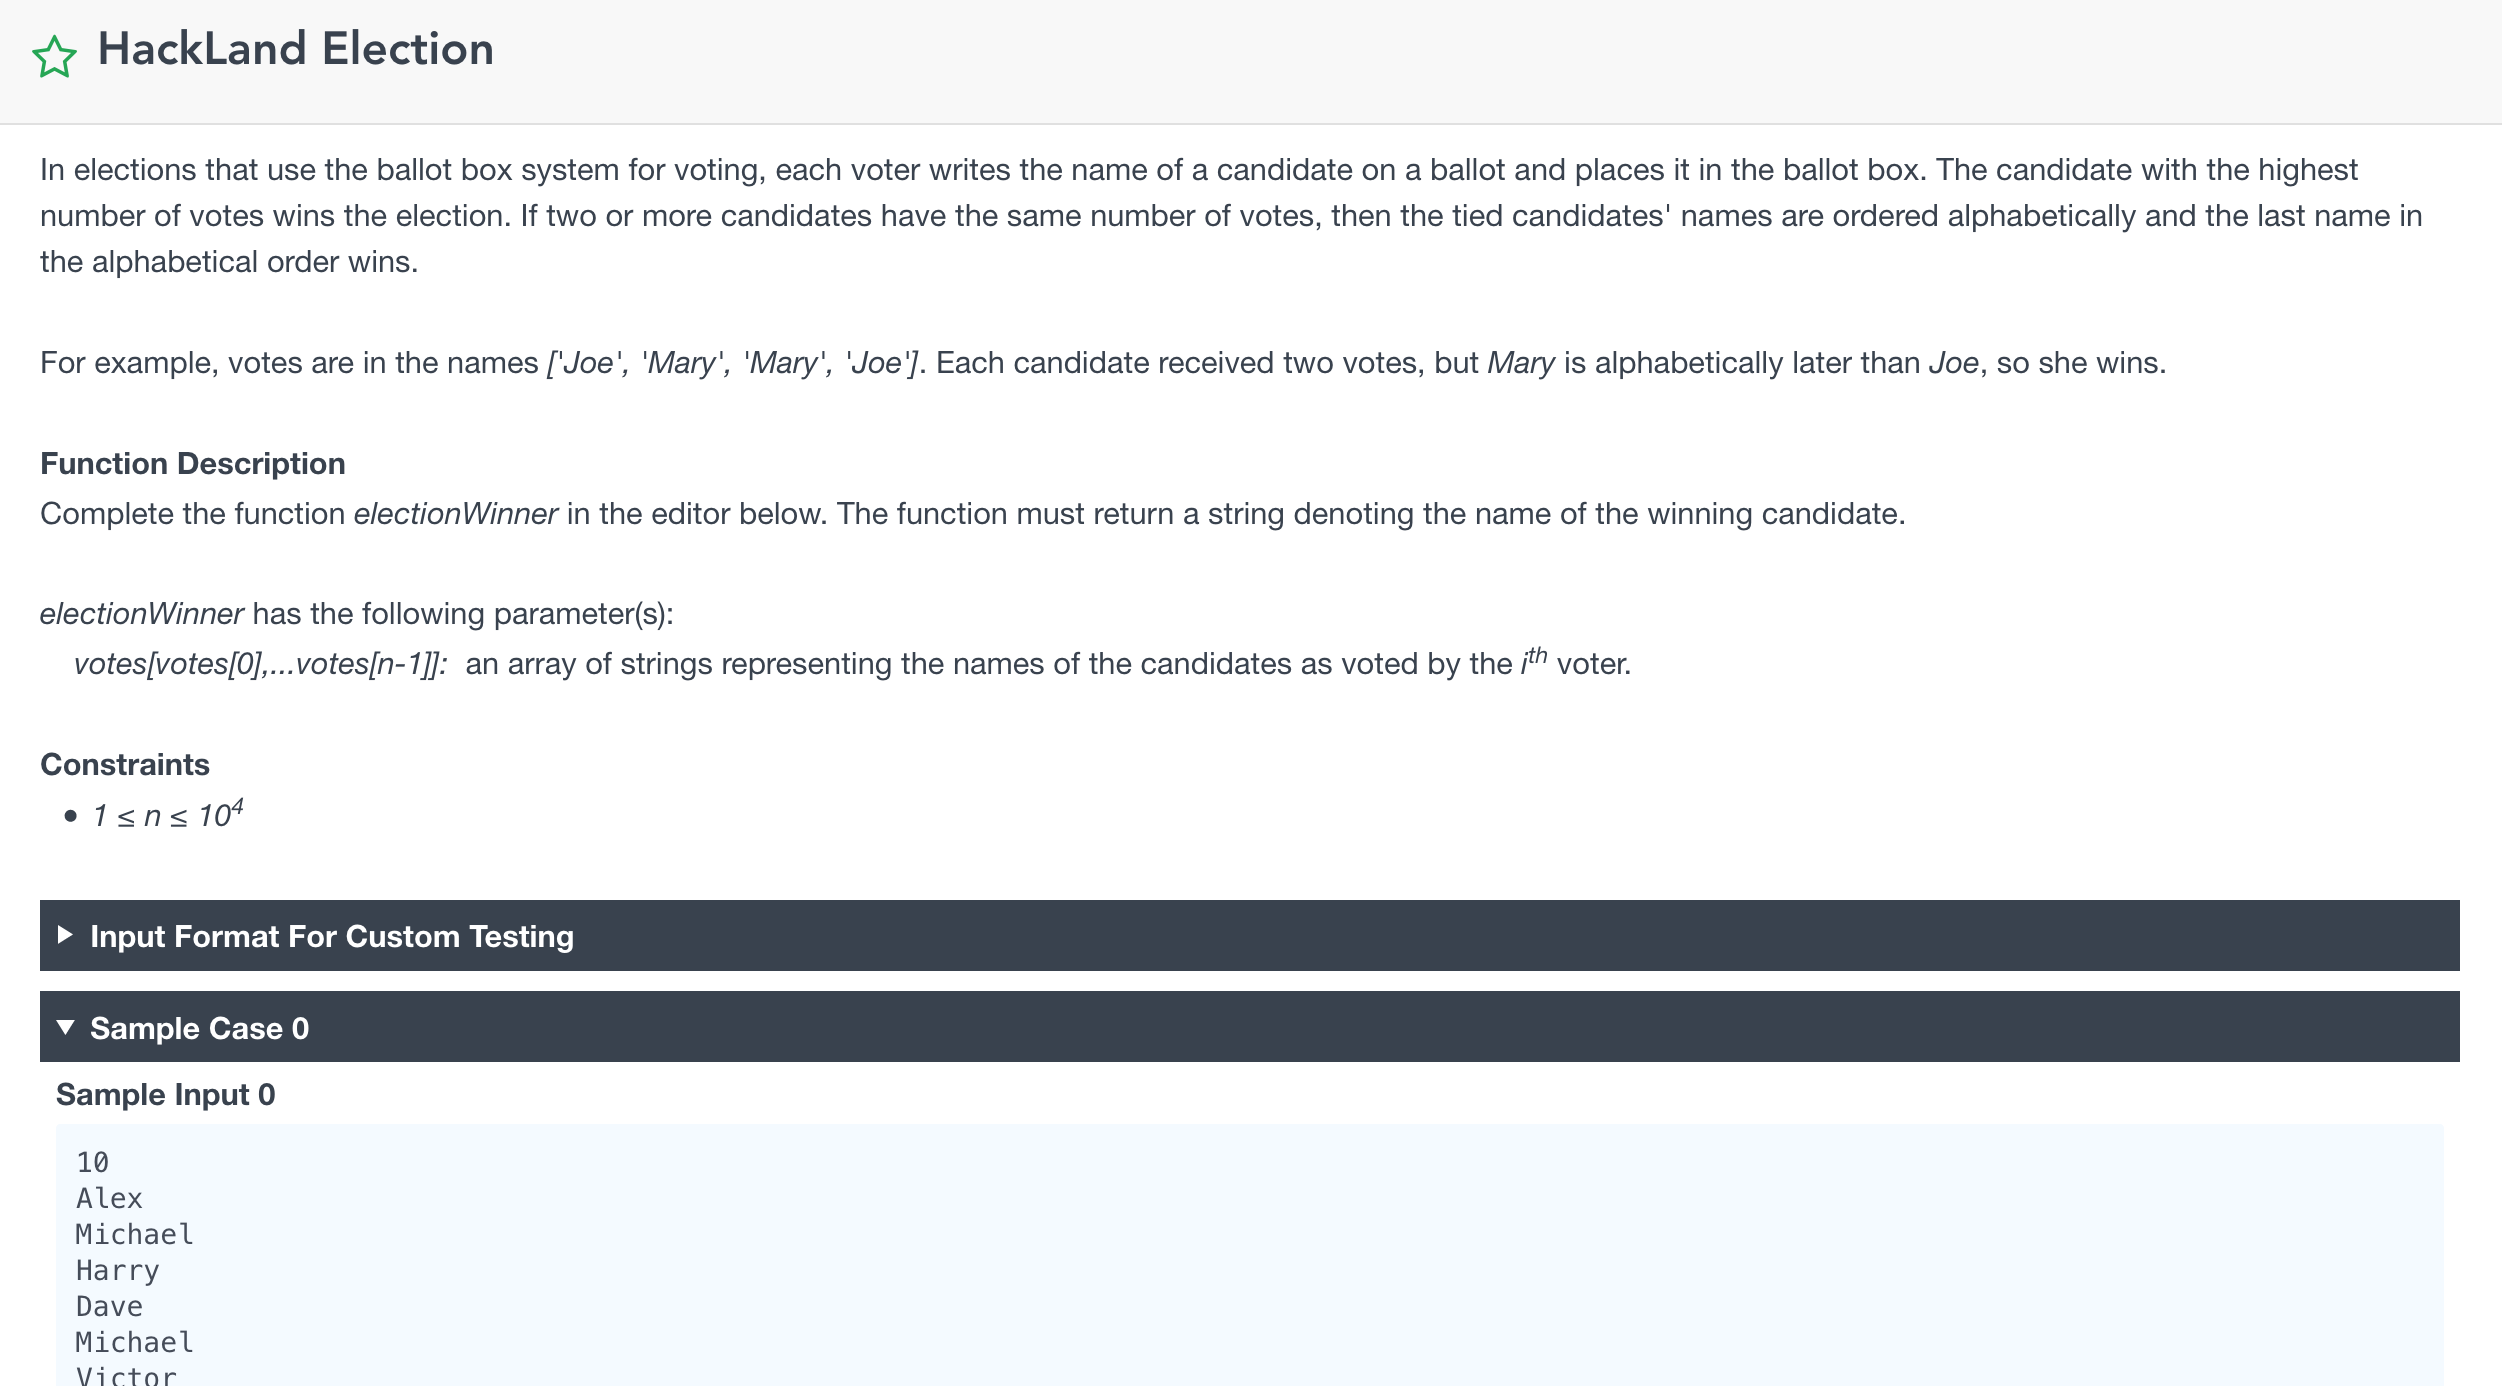 HackLand Election
In elections that use the ballot box system for voting, each voter writes the name of a candidate on a ballot and places it in the ballot box. The candidate with the highest
number of votes wins the election. If two or more candidates have the same number of votes, then the tied candidates' names are ordered alphabetically and the last name in
the alphabetical order wins.
For example, votes are in the names ['Joe', 'Mary', 'Mary', 'Joe']. Each candidate received two votes, but Mary is alphabetically later than Joe, so she wins.
Function Description
Complete the function electionWinner in the editor below. The function must return a string denoting the name of the winning candidate.
electionWinner has the following parameter(s):
votes[votes[0],...votes[n-1]]: an array of strings representing the names of the candidates as voted by the iᵗʰ voter.
Constraints
• 1 ≤ n ≤ 10⁴
Input Format For Custom Testing
Sample Case 0
Sample Input 0
10
Alex
Michael
Harry
Dave
Michael
Victor